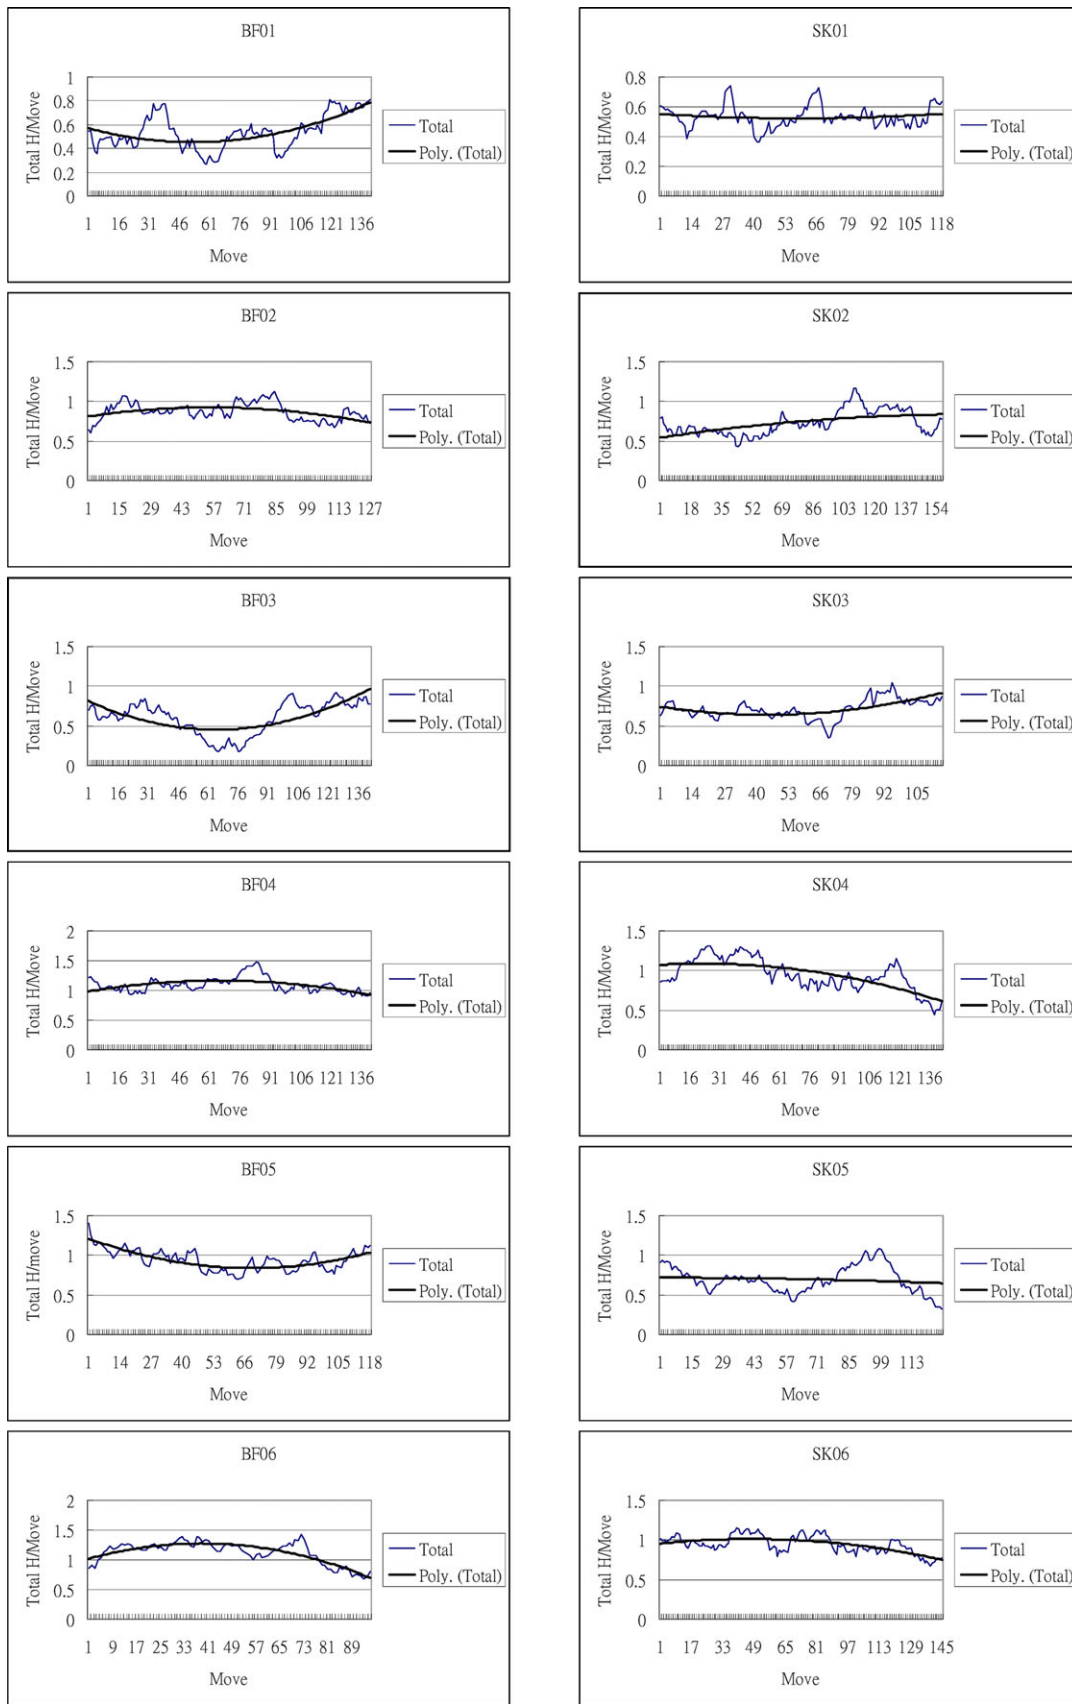 BF01
Total H/Move
1
0.8
0.6
0.4
0.2
0
1 16 31 46 61 76 91 106 121 136
Move
Total
Poly. (Total)
SK01
Total H/Move
0.8
0.6
0.4
0.2
0
1 14 27 40 53 66 79 92 105 118
Move
Total
Poly. (Total)
BF02
Total H/Move
1.5
1
0.5
0
1 15 29 43 57 71 85 99 113 127
Move
Total
Poly. (Total)
SK02
Total H/Move
1.5
1
0.5
0
1 18 35 52 69 86 103 120 137 154
Move
Total
Poly. (Total)
BF03
Total H/Move
1.5
1
0.5
0
1 16 31 46 61 76 91 106 121 136
Move
Total
Poly. (Total)
SK03
Total H/Move
1.5
1
0.5
0
1 14 27 40 53 66 79 92 105
Move
Total
Poly. (Total)
BF04
Total H/Move
2
1.5
1
0.5
0
1 16 31 46 61 76 91 106 121 136
Move
Total
Poly. (Total)
SK04
Total H/Move
1.5
1
0.5
0
1 16 31 46 61 76 91 106 121 136
Move
Total
Poly. (Total)
BF05
Total H/move
1.5
1
0.5
0
1 14 27 40 53 66 79 92 105 118
Move
Total
Poly. (Total)
SK05
Total H/Move
1.5
1
0.5
0
1 15 29 43 57 71 85 99 113
Move
Total
Poly. (Total)
BF06
Total H/Move
2
1.5
1
0.5
0
1 9 17 25 33 41 49 57 65 73 81 89
Move
Total
Poly. (Total)
SK06
Total H/Move
1.5
1
0.5
0
1 17 33 49 65 81 97 113 129 145
Move
Total
Poly. (Total)